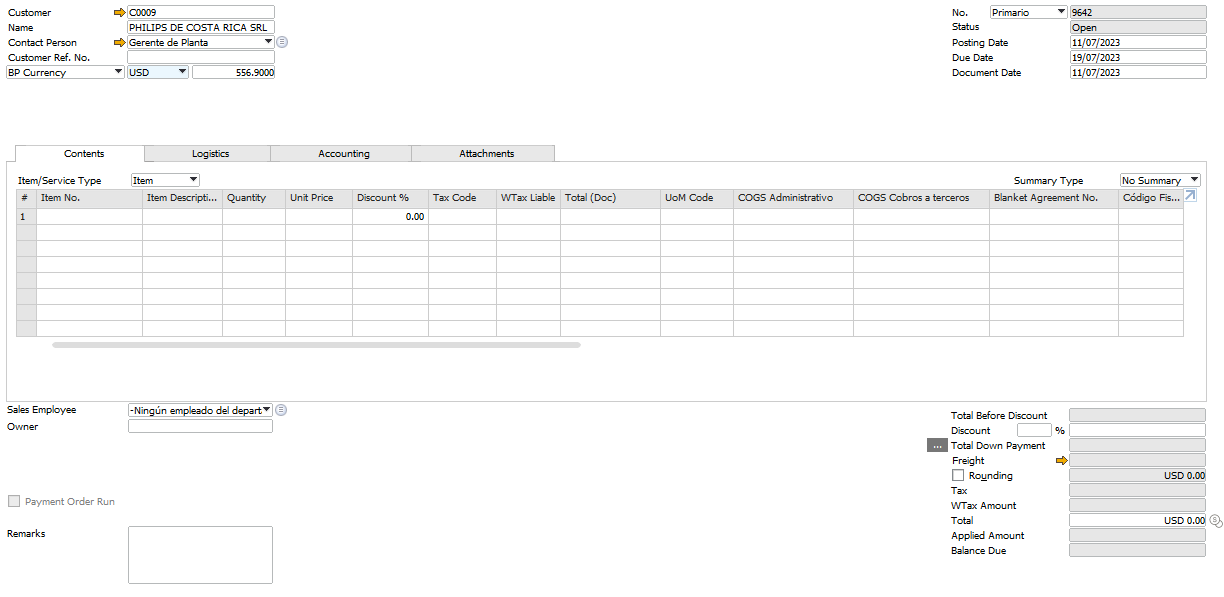 Customer C0009
Name PHILIPS DE COSTA RICA SRL
Contact Person Gerente de Planta
Customer Ref. No.
BP Currency USD 556.9000
No. Primario 9642
Status Open
Posting Date 11/07/2023
Due Date 19/07/2023
Document Date 11/07/2023
Contents Logistics Accounting Attachments
Item/Service Type Item Summary Type No Summary
# Item No. Item Descripti... Quantity Unit Price Discount % Tax Code WTax Liable Total (Doc) UoM Code COGS Administrativo COGS Cobros a terceros Blanket Agreement No. Código Fis...
1 0.00
Sales Employee -Ningún empleado del depart
Owner
Payment Order Run
Remarks
Total Before Discount
Discount %
... Total Down Payment
Freight
Rounding USD 0.00
Tax
WTax Amount
Total USD 0.00
Applied Amount
Balance Due